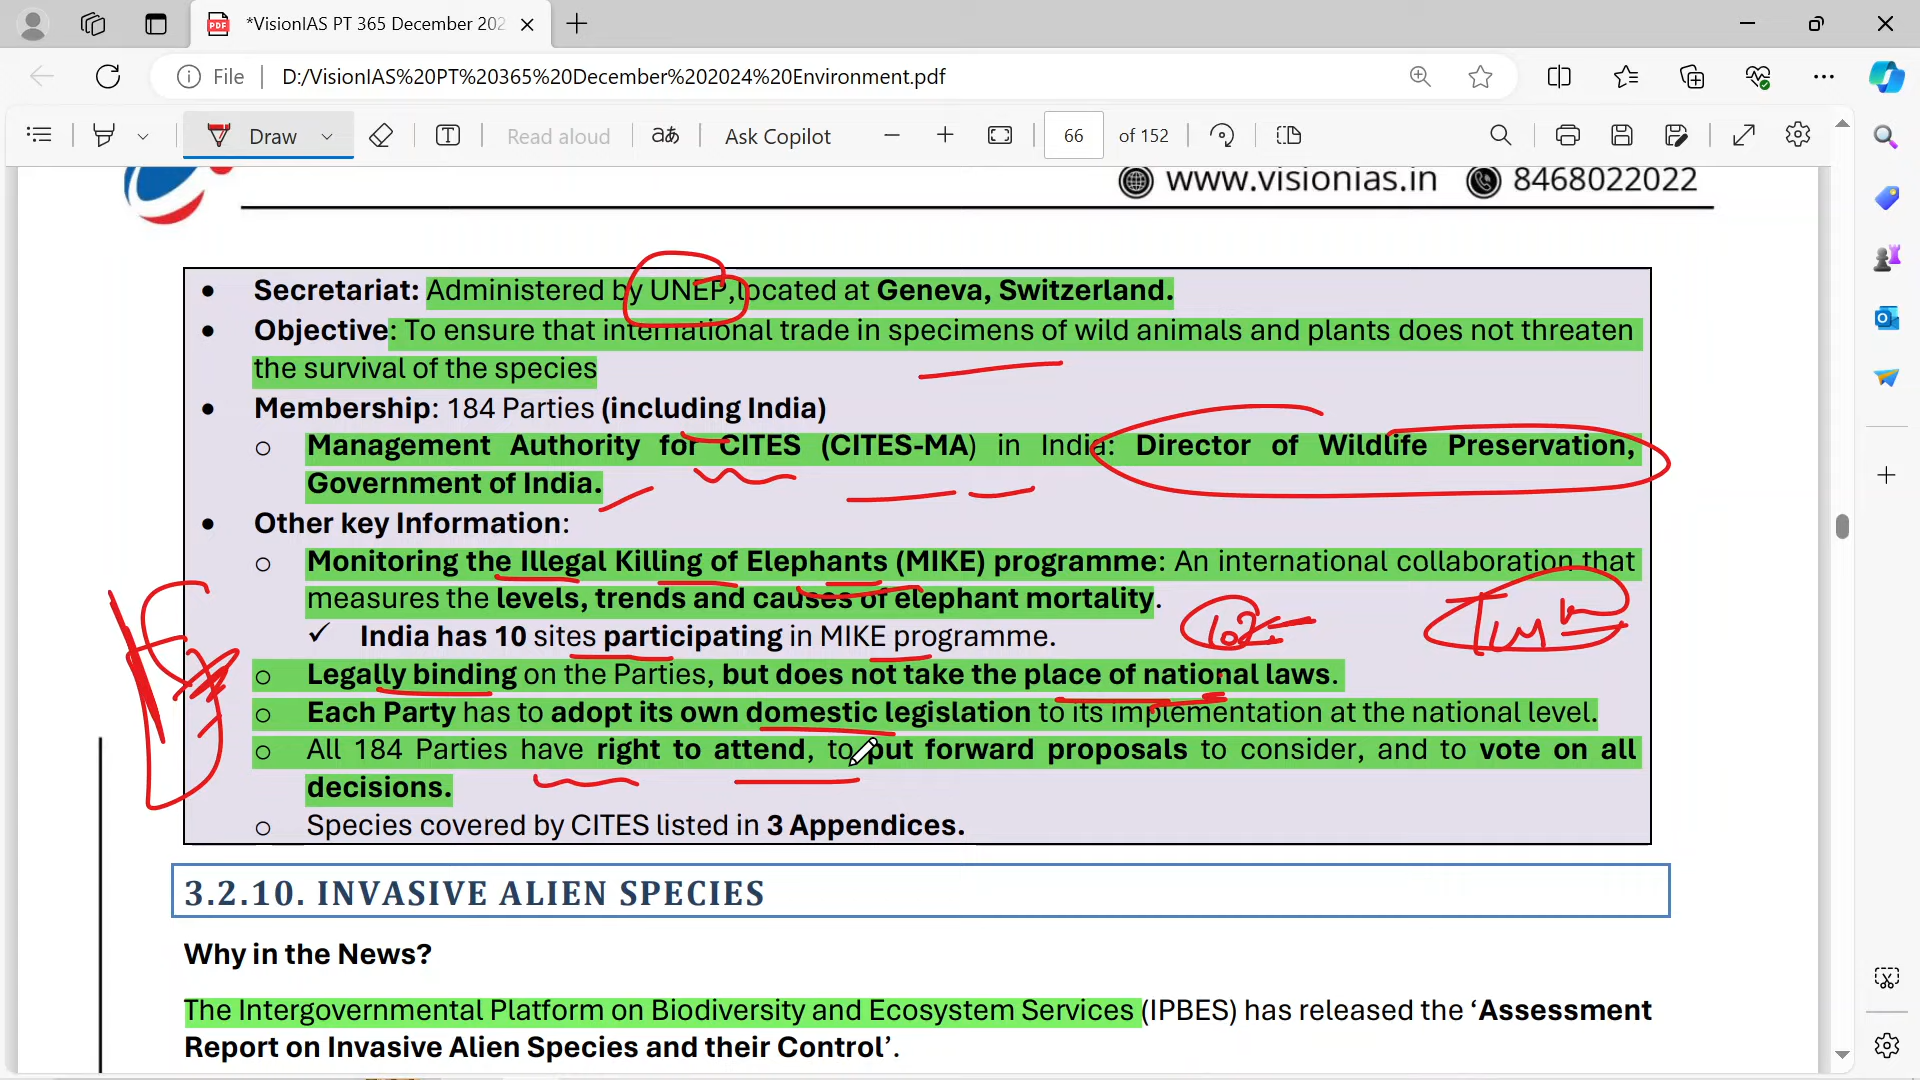 *VisionIAS PT 365 December 202
File D:/VisionIAS%20PT%20365%20December%202024%20Environment.pdf
Draw Read aloud aあ Ask Copilot 66 of 152
www.visionias.in 8468022022
• Secretariat: Administered by UNEP, located at Geneva, Switzerland.
• Objective: To ensure that international trade in specimens of wild animals and plants does not threaten
the survival of the species
• Membership: 184 Parties (including India)
o Management Authority for CITES (CITES-MA) in India: Director of Wildlife Preservation,
Government of India.
• Other key Information:
o Monitoring the Illegal Killing of Elephants (MIKE) programme: An international collaboration that
measures the levels, trends and causes of elephant mortality.
✓ India has 10 sites participating in MIKE programme.
o Legally binding on the Parties, but does not take the place of national laws.
o Each Party has to adopt its own domestic legislation to its implementation at the national level.
o All 184 Parties have right to attend, to put forward proposals to consider, and to vote on all
decisions.
o Species covered by CITES listed in 3 Appendices.
3.2.10. INVASIVE ALIEN SPECIES
Why in the News?
The Intergovernmental Platform on Biodiversity and Ecosystem Services (IPBES) has released the ‘Assessment
Report on Invasive Alien Species and their Control’.